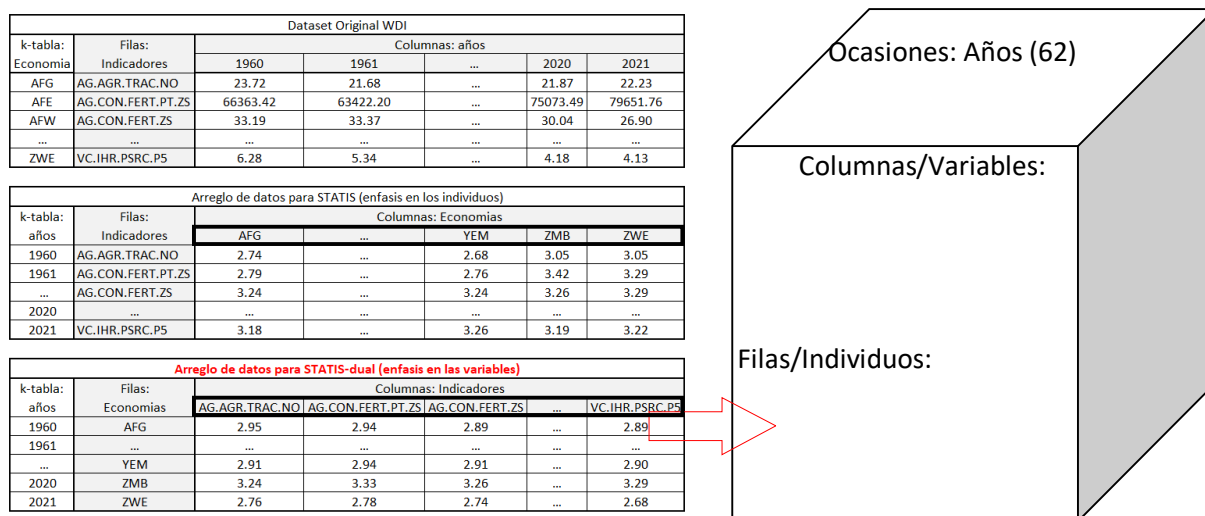 Dataset Original WDI
k-tabla: Filas: Columnas: años
Economia Indicadores 1960 1961 ... 2020 2021
AFG AG.AGR.TRAC.NO 23.72 21.68 ... 21.87 22.23
AFE AG.CON.FERT.PT.ZS 66363.42 63422.20 ... 75073.49 79651.76
AFW AG.CON.FERT.ZS 33.19 33.37 ... 30.04 26.90
... ... ... ... ... ... ...
ZWE VC.IHR.PSRC.P5 6.28 5.34 ... 4.18 4.13
Arreglo de datos para STATIS (enfasis en los individuos)
k-tabla: Filas: Columnas: Economias
años Indicadores AFG ... YEM ZMB ZWE
1960 AG.AGR.TRAC.NO 2.74 ... 2.68 3.05 3.05
1961 AG.CON.FERT.PT.ZS 2.79 ... 2.76 3.42 3.29
... AG.CON.FERT.ZS 3.24 ... 3.24 3.26 3.29
2020 ... ... ... ... ... ...
2021 VC.IHR.PSRC.P5 3.18 ... 3.26 3.19 3.22
Arreglo de datos para STATIS-dual (enfasis en las variables)
k-tabla: Filas: Columnas: Indicadores
años Economias AG.AGR.TRAC.NO AG.CON.FERT.PT.ZS AG.CON.FERT.ZS ... VC.IHR.PSRC.P5
1960 AFG 2.95 2.94 2.89 ... 2.89
1961 ... ... ... ... ... ...
... YEM 2.91 2.94 2.91 ... 2.90
2020 ZMB 3.24 3.33 3.26 ... 3.29
2021 ZWE 2.76 2.78 2.74 ... 2.68
Ocasiones: Años (62)
Columnas/Variables:
Filas/Individuos: